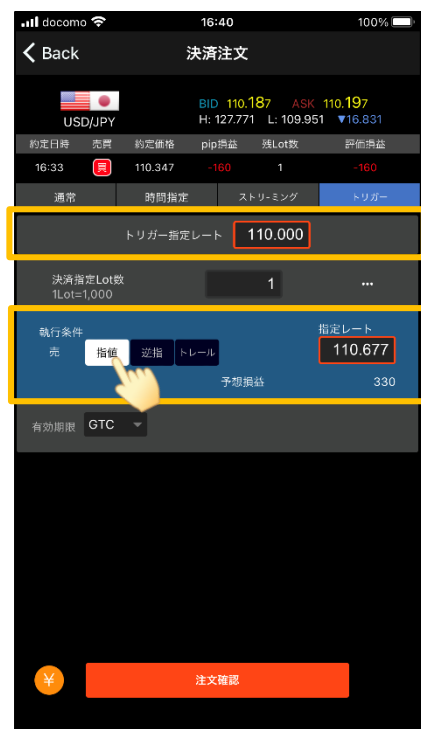 docomo 16:40 100%
Back 決済注文
USD/JPY BID 110.187 ASK 110.197
H: 127.771 L: 109.951 ▼16.831
約定日時 売買 約定価格 pip損益 残Lot数 評価損益
16:33 買 110.347 -160 1 -160
通常 時間指定 ストリ-ミング トリガー
トリガー指定レート 110.000
決済指定Lot数 1 ...
1Lot=1,000
執行条件 指定レート
売 指値 逆指 トレール 110.677
予想損益 330
有効期限 GTC
¥ 注文確認